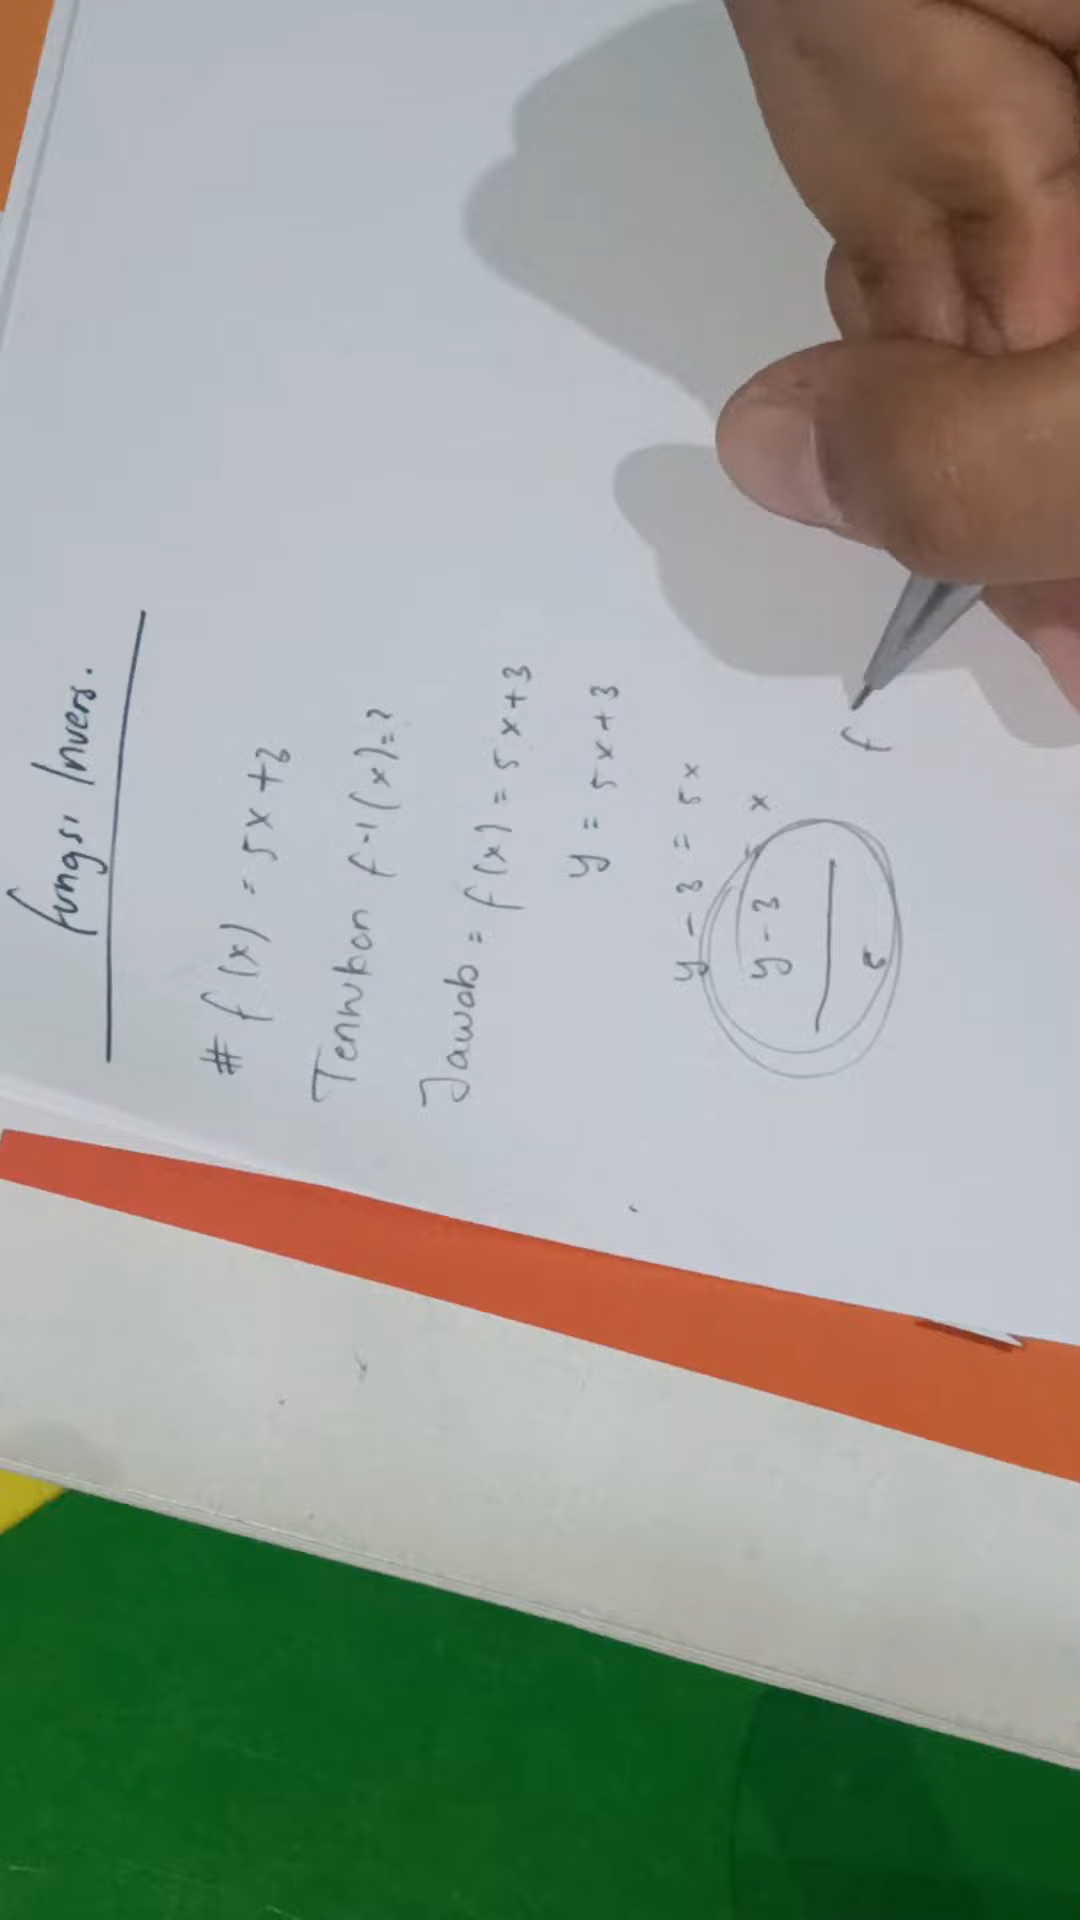 Fungsi Invers.
# f(x) = 5x+3
Tentukan f-1(x)=?
Jawab = f(x) = 5x+3
y = 5x+3
y - 3 = 5x
y - 3 = x
5
f